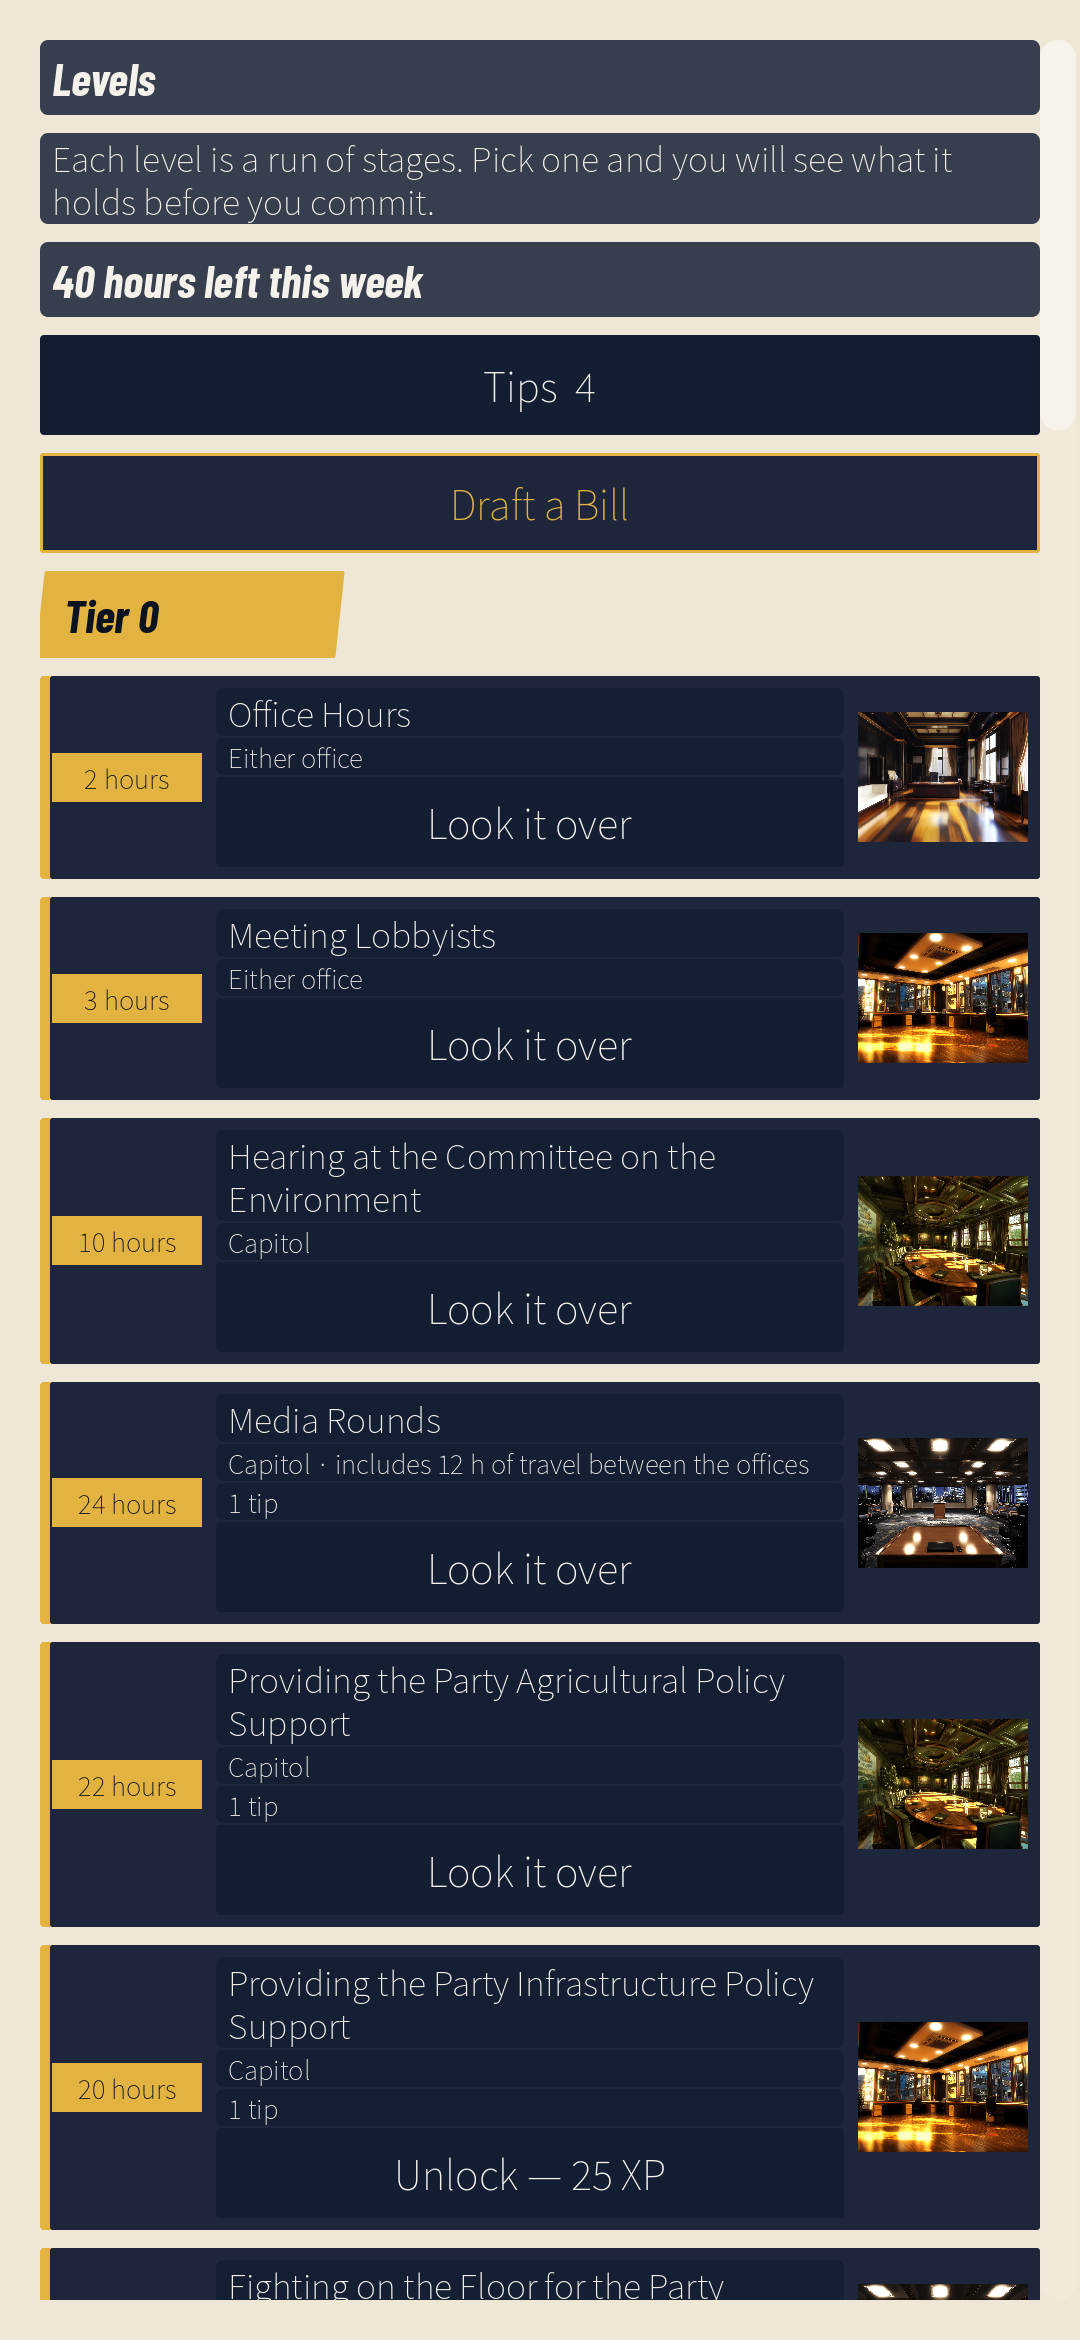 Levels
Each level is a run of stages. Pick one and you will see what it
holds before you commit.
40 hours left this week
Tips 4
Draft a Bill
Tier 0
Office Hours
Either office
2 hours
Look it over
Meeting Lobbyists
Either office
3 hours
Look it over
Hearing at the Committee on the
Environment
Capitol
10 hours
Look it over
Media Rounds
Capitol · includes 12 h of travel between the offices
1 tip
24 hours
Look it over
Providing the Party Agricultural Policy
Support
Capitol
22 hours
1 tip
Look it over
Providing the Party Infrastructure Policy
Support
Capitol
20 hours
1 tip
Unlock — 25 XP
Fighting on the Floor for the Party